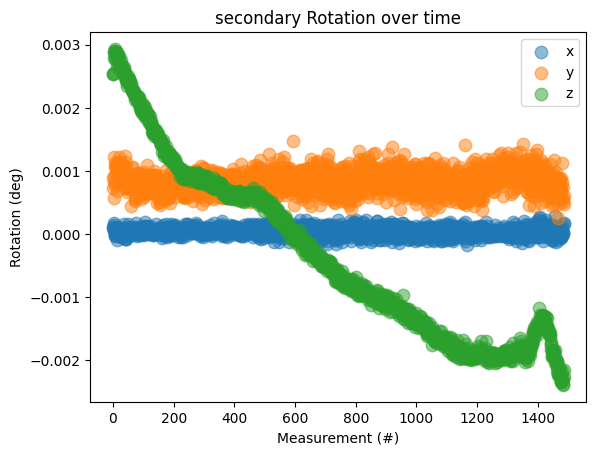 secondary Rotation over time
x
y
z
0.003
0.002
0.001
0.000
−0.001
−0.002
Rotation (deg)
0 200 400 600 800 1000 1200 1400
Measurement (#)